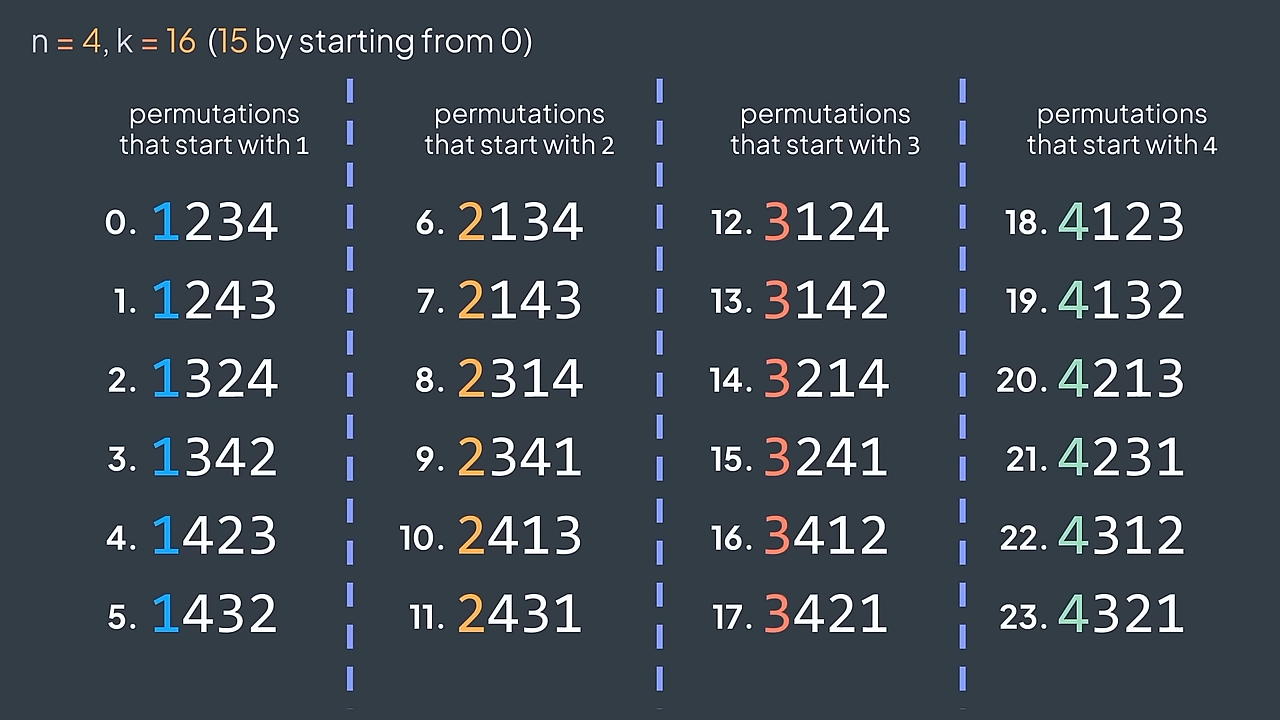 n = 4, k = 16 (15 by starting from 0)
permutations
that start with 1
0. 1234
1. 1243
2. 1324
3. 1342
4. 1423
5. 1432
permutations
that start with 2
6. 2134
7. 2143
8. 2314
9. 2341
10. 2413
11. 2431
permutations
that start with 3
12. 3124
13. 3142
14. 3214
15. 3241
16. 3412
17. 3421
permutations
that start with 4
18. 4123
19. 4132
20. 4213
21. 4231
22. 4312
23. 4321